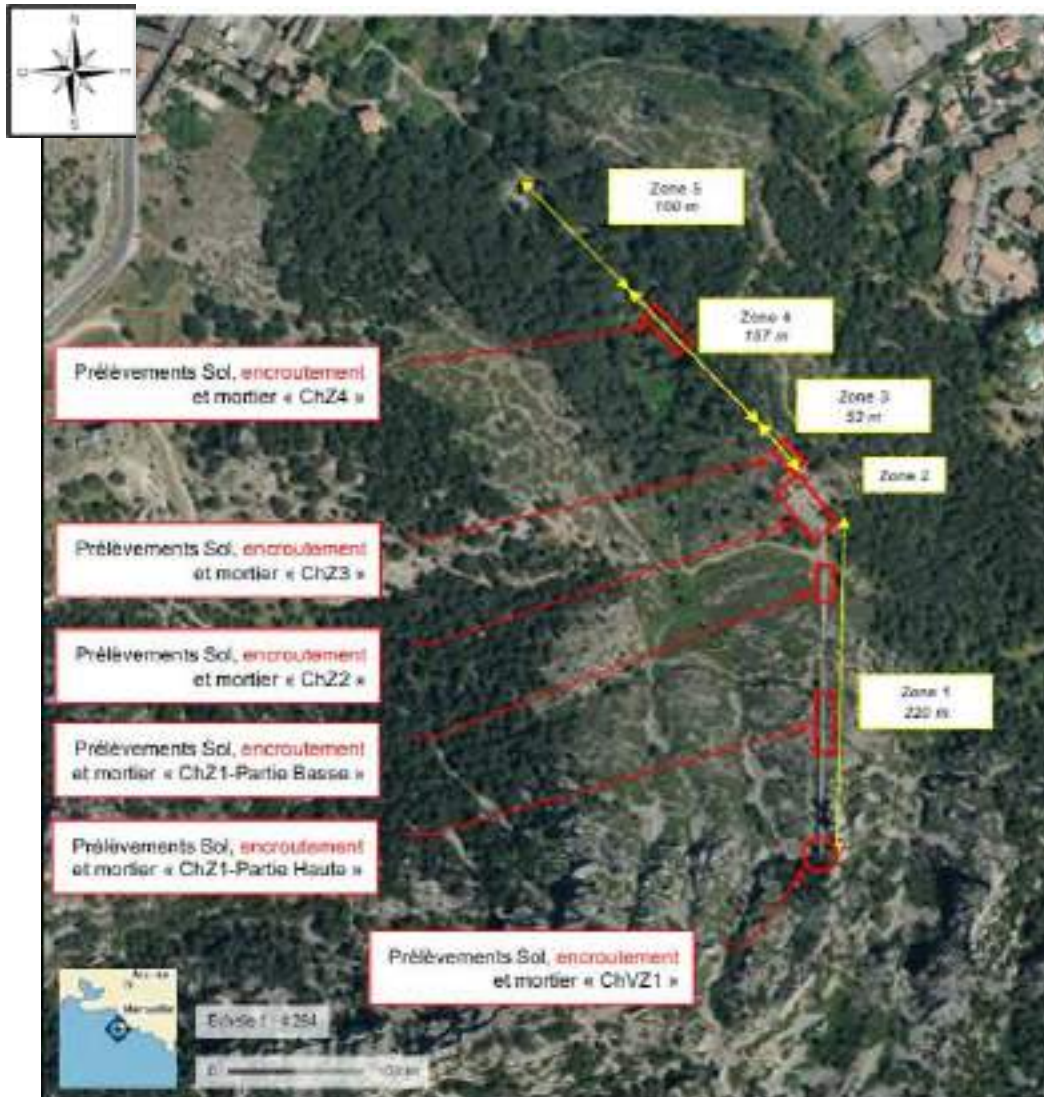 N
E
S
O
Zone 5
100 m
Zone 4
157 m
Prélèvements Sol, encroutement
et mortier « ChZ4 »
Zone 3
52 m
Zone 2
Prélèvements Sol, encroutement
et mortier « ChZ3 »
Prélèvements Sol, encroutement
et mortier « ChZ2 »
Zone 1
220 m
Prélèvements Sol, encroutement
et mortier « ChZ1-Partie Basse »
Prélèvements Sol, encroutement
et mortier « ChZ1-Partie Haute »
Prélèvements Sol, encroutement
et mortier « ChVZ1 »
Marseille
0